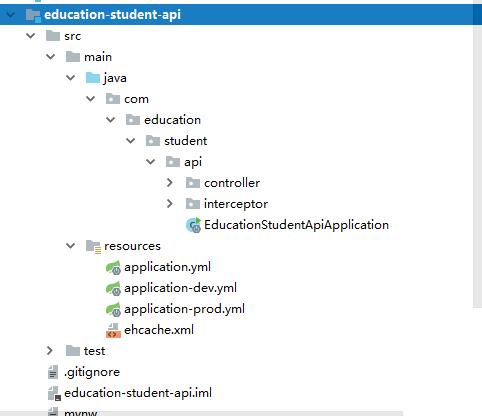 education-student-api
src
main
java
com
education
student
api
controller
interceptor
EducationStudentApiApplication
resources
application.yml
application-dev.yml
application-prod.yml
ehcache.xml
test
.gitignore
education-student-api.iml
mvnw